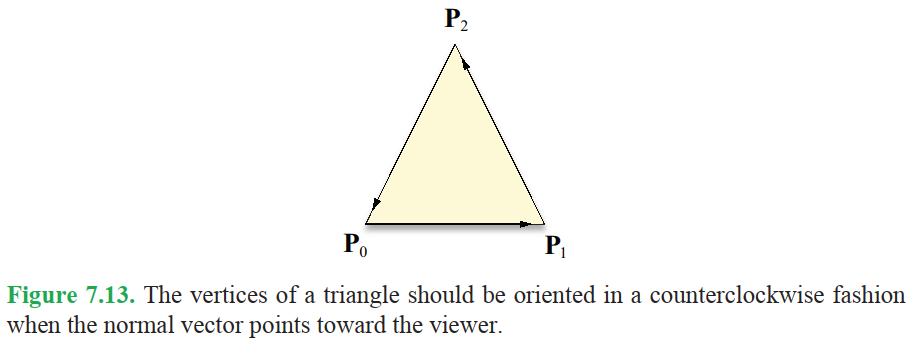 P₂
P₀
P₁
Figure 7.13. The vertices of a triangle should be oriented in a counterclockwise fashion
when the normal vector points toward the viewer.